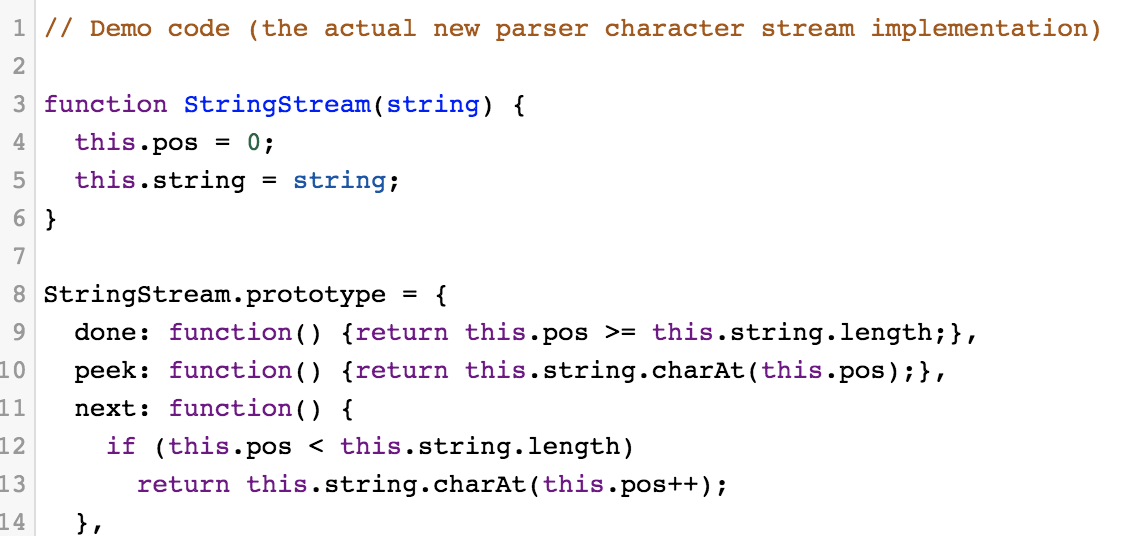 1 // Demo code (the actual new parser character stream implementation)
2
3 function StringStream(string) {
4   this.pos = 0;
5   this.string = string;
6 }
7
8 StringStream.prototype = {
9   done: function() {return this.pos >= this.string.length;},
10   peek: function() {return this.string.charAt(this.pos);},
11   next: function() {
12     if (this.pos < this.string.length)
13       return this.string.charAt(this.pos++);
14   },